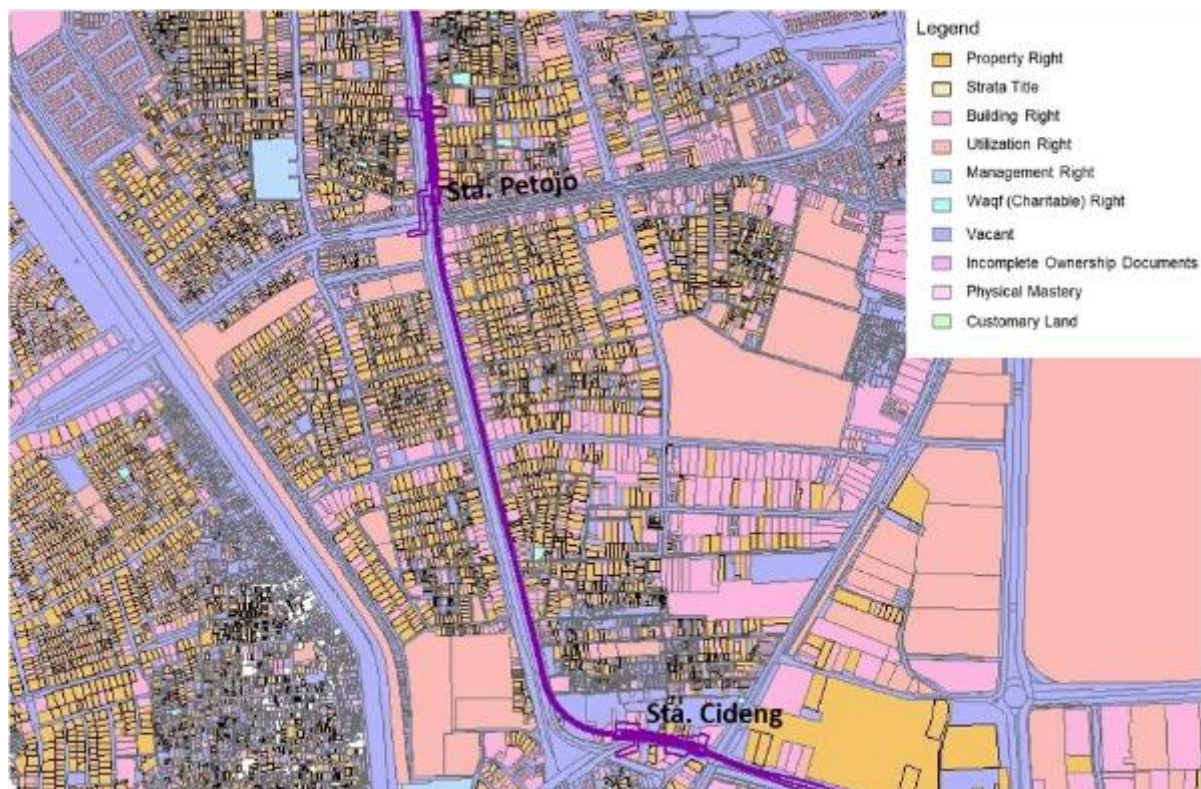 Legend
Property Right
Strata Title
Building Right
Utilization Right
Management Right
Waqf (Charitable) Right
Vacant
Incomplete Ownership Documents
Physical Mastery
Customary Land
Sta. Petojo
Sta. Cideng